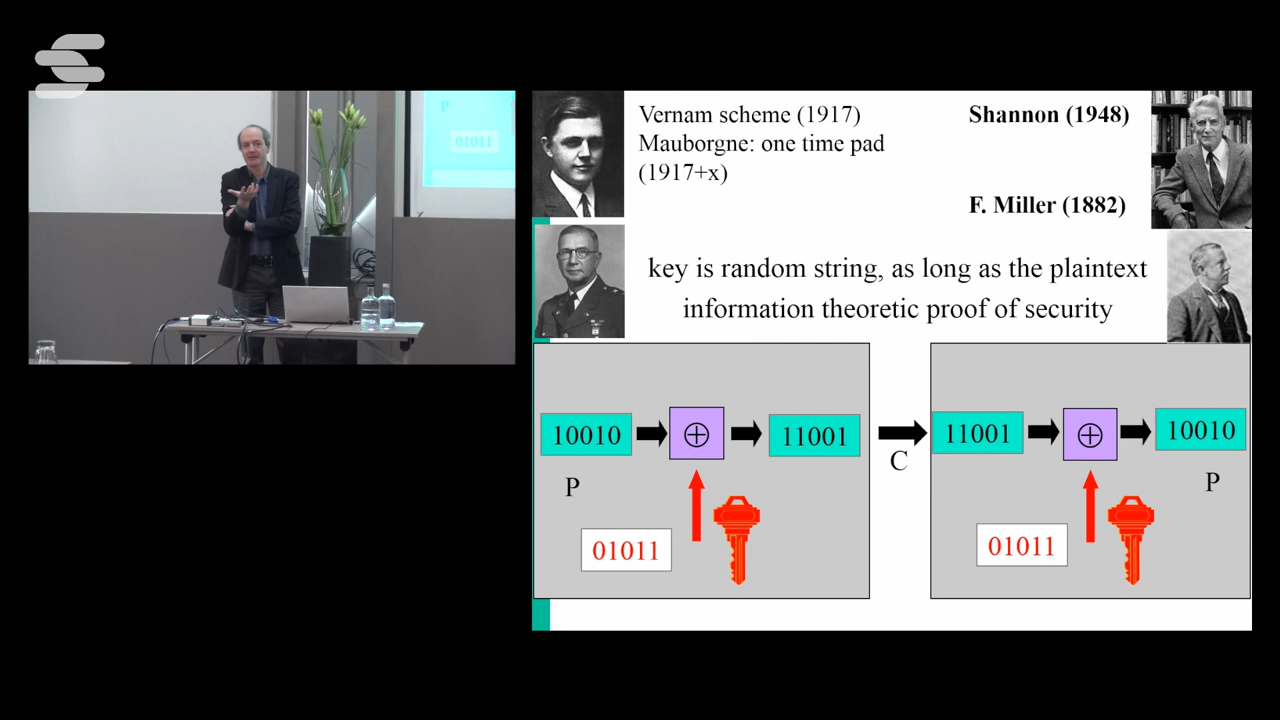 P
01011
Vernam scheme (1917)
Mauborgne: one time pad
(1917+x)
Shannon (1948)
F. Miller (1882)
key is random string, as long as the plaintext
information theoretic proof of security
10010
⊕
11001
C
11001
⊕
10010
P
P
01011
01011